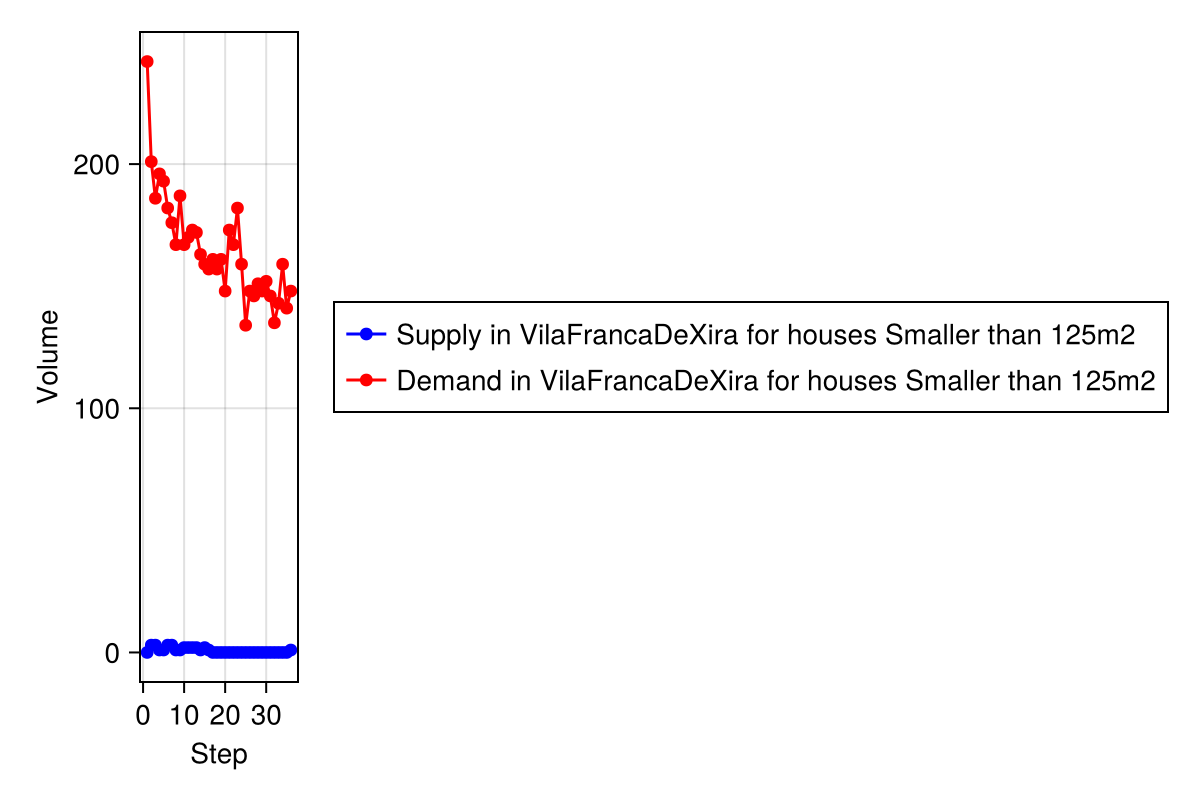 Volume
200
100
0
0 10 20 30
Step
Supply in VilaFrancaDeXira for houses Smaller than 125m2
Demand in VilaFrancaDeXira for houses Smaller than 125m2